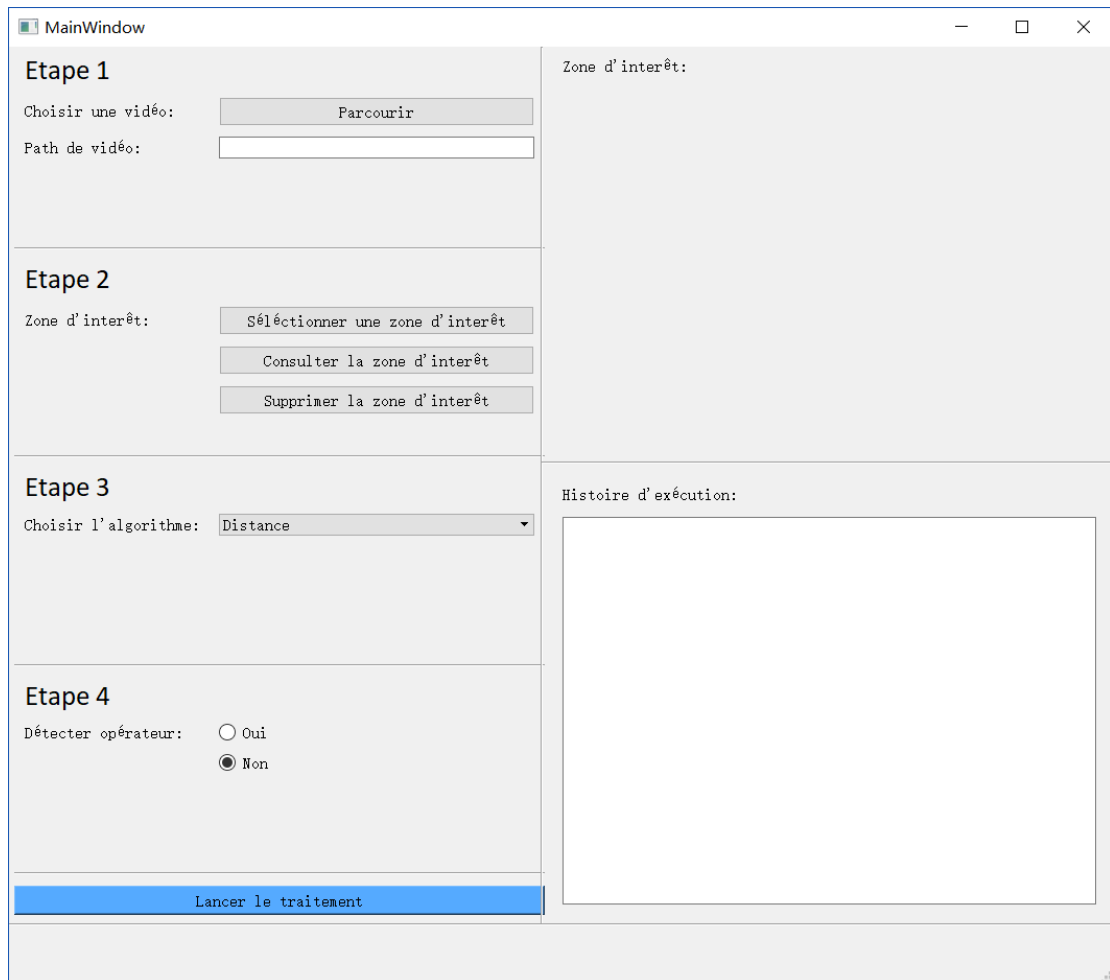 MainWindow
Etape 1
Choisir une vidéo:
Parcourir
Path de vidéo:
Etape 2
Zone d'interêt:
Séléctionner une zone d'interêt
Consulter la zone d'interêt
Supprimer la zone d'interêt
Etape 3
Choisir l'algorithme:
Distance
Etape 4
Détecter opérateur:
Oui
Non
Lancer le traitement
Zone d'interêt:
Histoire d'exécution: